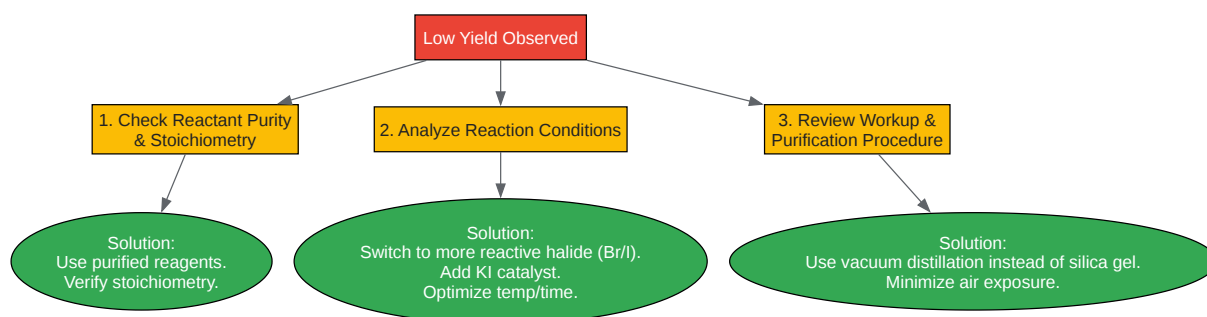 Low Yield Observed
1. Check Reactant Purity
& Stoichiometry
2. Analyze Reaction Conditions
3. Review Workup &
Purification Procedure
Solution:
Use purified reagents.
Verify stoichiometry.
Solution:
Switch to more reactive halide (Br/I).
Add KI catalyst.
Optimize temp/time.
Solution:
Use vacuum distillation instead of silica gel.
Minimize air exposure.